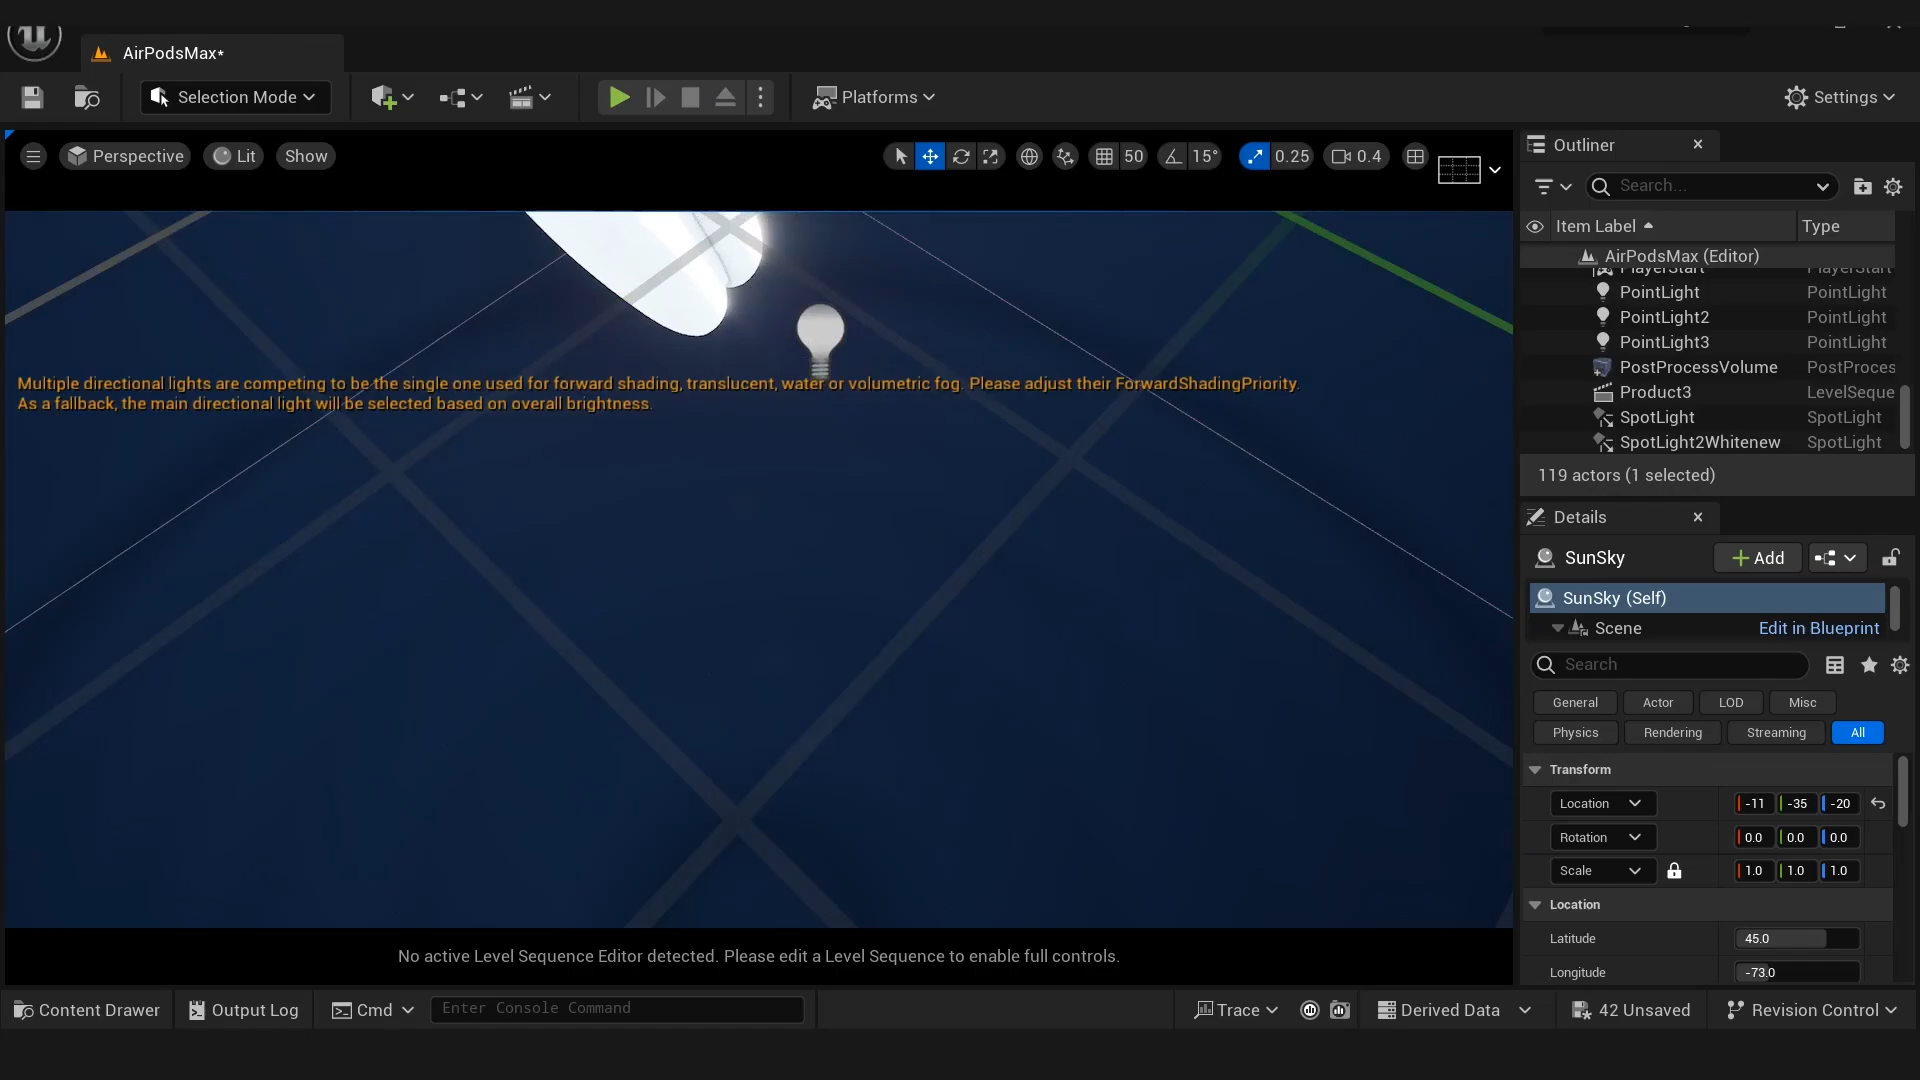 AirPodsMax*
Selection Mode
Platforms
Settings
Perspective
Lit
Show
50
15°
0.25
0.4
Outliner
Search...
Item Label
Type
AirPodsMax (Editor)
PlayerStart PlayerStart
PointLight PointLight
PointLight2 PointLight
PointLight3 PointLight
PostProcessVolume PostProces
Product3 LevelSeque
SpotLight SpotLight
SpotLight2Whitenew SpotLight
119 actors (1 selected)
Multiple directional lights are competing to be the single one used for forward shading, translucent, water or volumetric fog. Please adjust their ForwardShadingPriority.
As a fallback, the main directional light will be selected based on overall brightness.
Details
SunSky
Add
SunSky (Self)
Scene
Edit in Blueprint
Search
General
Actor
LOD
Misc
Physics
Rendering
Streaming
All
Transform
Location -11 -35 -20
Rotation 0.0 0.0 0.0
Scale 1.0 1.0 1.0
Location
Latitude 45.0
Longitude -73.0
No active Level Sequence Editor detected. Please edit a Level Sequence to enable full controls.
Content Drawer
Output Log
Cmd
Enter Console Command
Trace
Derived Data
42 Unsaved
Revision Control